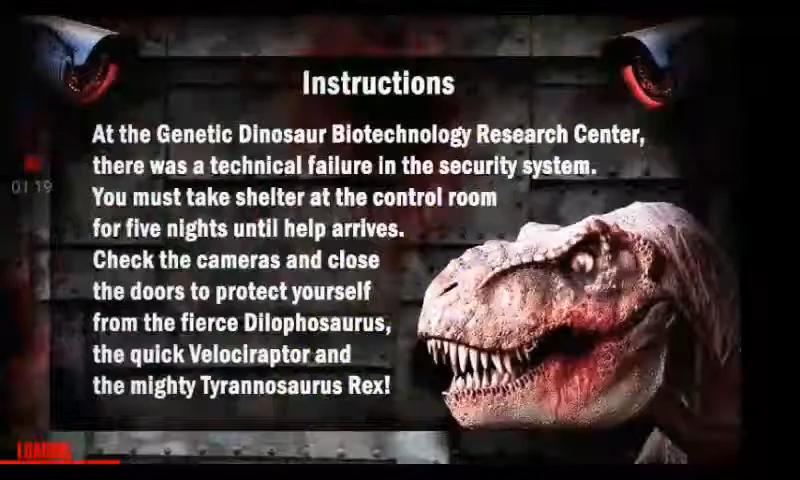 Instructions
At the Genetic Dinosaur Biotechnology Research Center,
there was a technical failure in the security system.
You must take shelter at the control room
for five nights until help arrives.
Check the cameras and close
the doors to protect yourself
from the fierce Dilophosaurus,
the quick Velociraptor and
the mighty Tyrannosaurus Rex!
01 19
LOADING